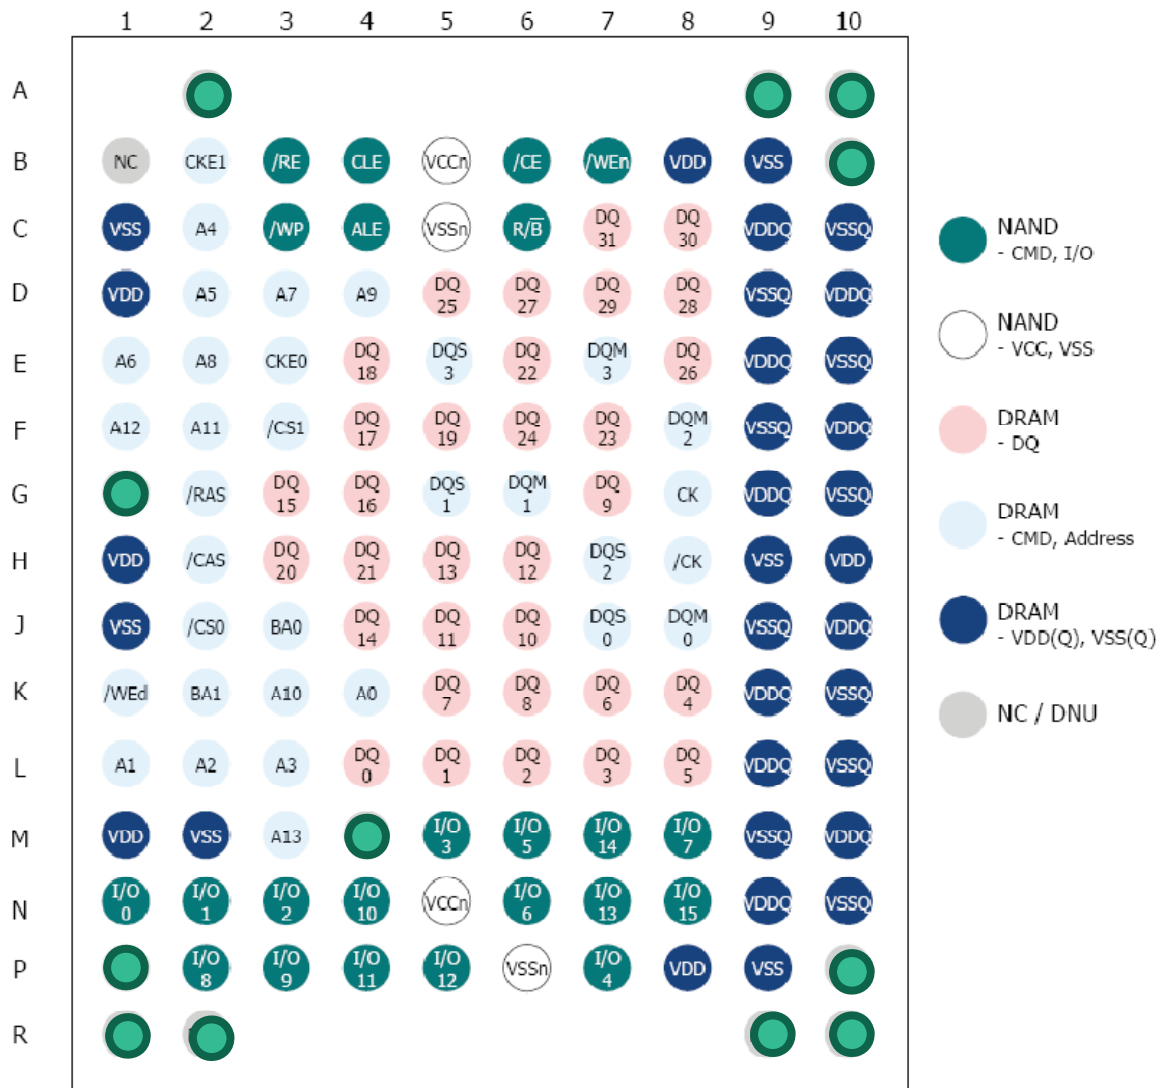 1 2 3 4 5 6 7 8 9 10
A
B NC CKE1 /RE CLE VCCn /CE /WEn VDD VSS
C VSS A4 /WP ALE VSSn R/B̅ DQ 31 DQ 30 VDDQ VSSQ
D VDD A5 A7 A9 DQ 25 DQ 27 DQ 29 DQ 28 VSSQ VDDQ
E A6 A8 CKE0 DQ 18 DQS 3 DQ 22 DQM 3 DQ 26 VDDQ VSSQ
F A12 A11 /CS1 DQ 17 DQ 19 DQ 24 DQ 23 DQM 2 VSSQ VDDQ
G /RAS DQ 15 DQ 16 DQS 1 DQM 1 DQ 9 CK VDDQ VSSQ
H VDD /CAS DQ 20 DQ 21 DQ 13 DQ 12 DQS 2 /CK VSS VDD
J VSS /CS0 BA0 DQ 14 DQ 11 DQ 10 DQS 0 DQM 0 VSSQ VDDQ
K /WEd BA1 A10 A0 DQ 7 DQ 8 DQ 6 DQ 4 VDDQ VSSQ
L A1 A2 A3 DQ 0 DQ 1 DQ 2 DQ 3 DQ 5 VDDQ VSSQ
M VDD VSS A13 I/O 3 I/O 5 I/O 14 I/O 7 VSSQ VDDQ
N I/O 0 I/O 1 I/O 2 I/O 10 VCCn I/O 6 I/O 13 I/O 15 VDDQ VSSQ
P I/O 8 I/O 9 I/O 11 I/O 12 VSSn I/O 4 VDD VSS
R
NAND
- CMD, I/O
NAND
- VCC, VSS
DRAM
- DQ
DRAM
- CMD, Address
DRAM
- VDD(Q), VSS(Q)
NC / DNU